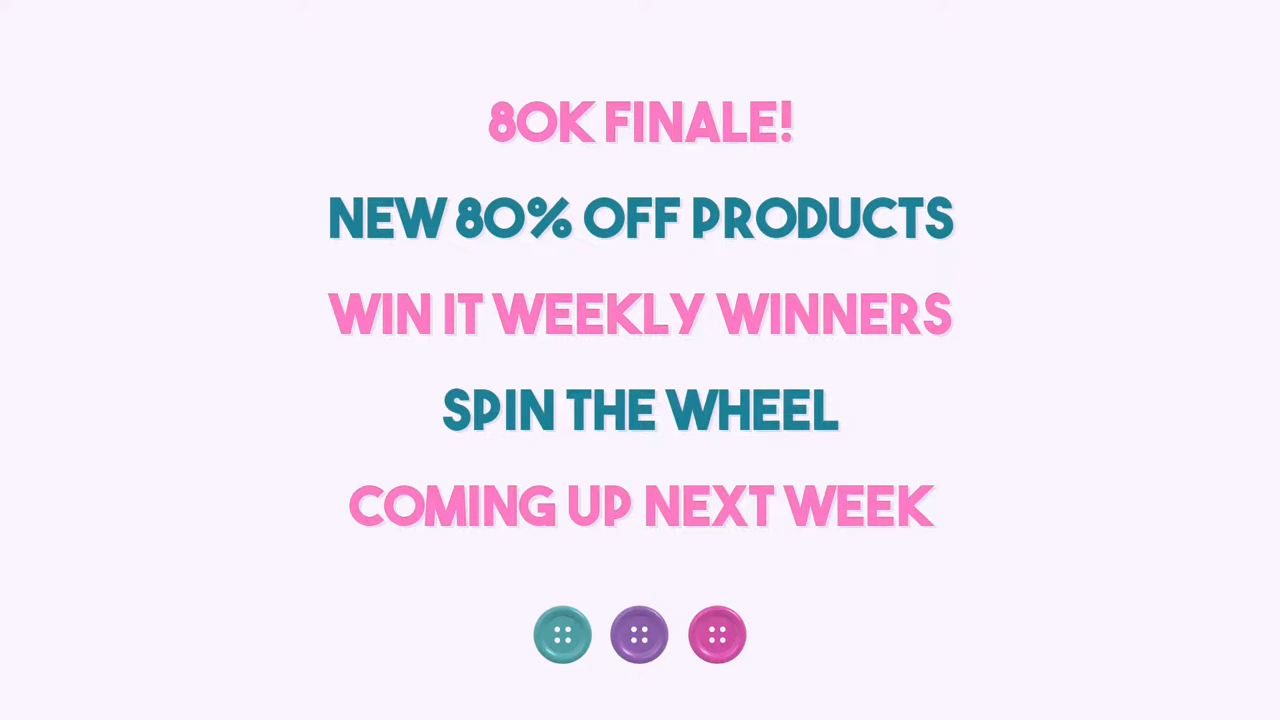 80K FINALE!
NEW 80% OFF PRODUCTS
WIN IT WEEKLY WINNERS
SPIN THE WHEEL
COMING UP NEXT WEEK